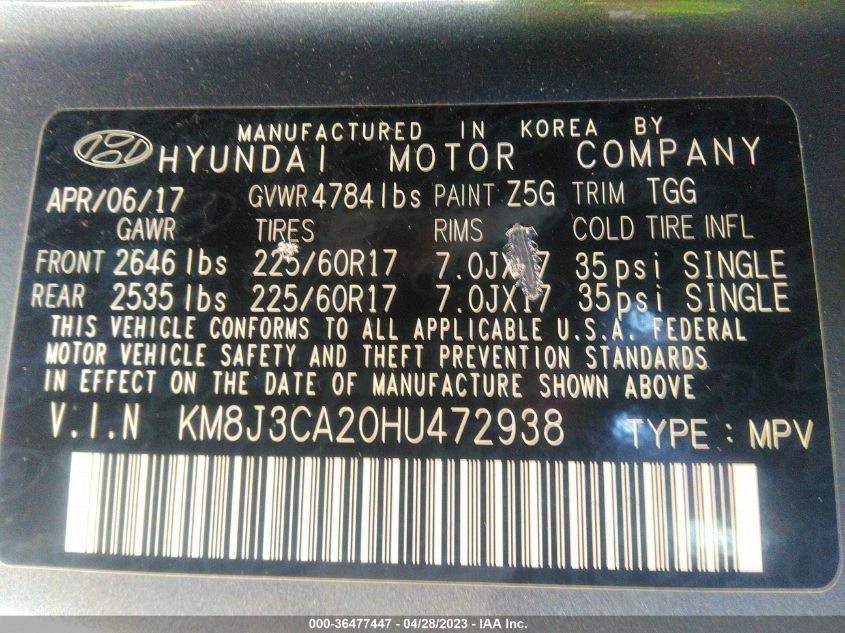 MANUFACTURED IN KOREA BY
HYUNDAI MOTOR COMPANY
APR/06/17 GVWR 4784 lbs PAINT Z5G TRIM TGG
GAWR TIRES RIMS COLD TIRE INFL
FRONT 2646 lbs 225/60R17 7.0JX17 35psi SINGLE
REAR 2535 lbs 225/60R17 7.0JX17 35psi SINGLE
THIS VEHICLE CONFORMS TO ALL APPLICABLE U.S.A. FEDERAL
MOTOR VEHICLE SAFETY AND THEFT PREVENTION STANDARDS
IN EFFECT ON THE DATE OF MANUFACTURE SHOWN ABOVE
V.I.N KM8J3CA20HU472938 TYPE : MPV
000-36477447 - 04/28/2023 - IAA Inc.